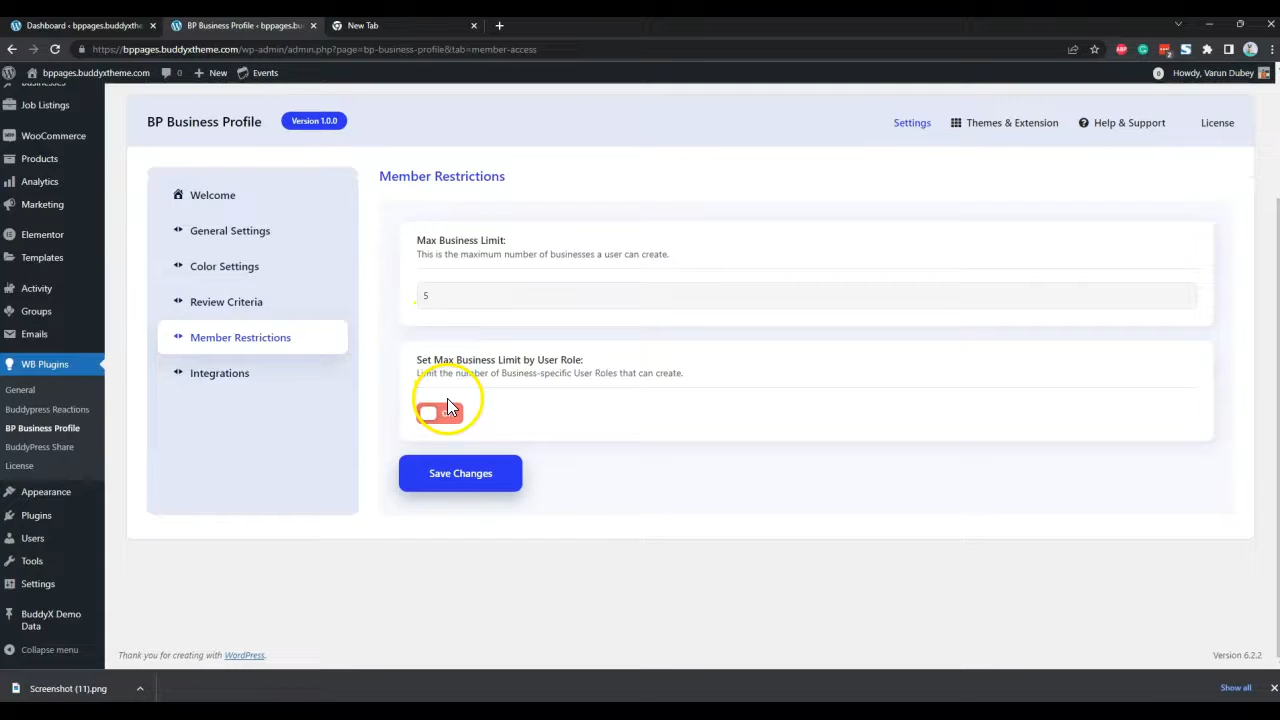 Dashboard ‹ bppages.buddyxthe
BP Business Profile ‹ bppages.bu
New Tab
https://bppages.buddyxtheme.com/wp-admin/admin.php?page=bp-business-profile&tab=member-access
bppages.buddyxtheme.com
0
New
Events
0
Howdy, Varun Dubey
Businesses
Job Listings
WooCommerce
Products
Analytics
Marketing
Elementor
Templates
Activity
Groups
Emails
WB Plugins
General
Buddypress Reactions
BP Business Profile
BuddyPress Share
License
Appearance
Plugins
Users
Tools
Settings
BuddyX Demo
Data
Collapse menu
BP Business Profile
Version 1.0.0
Settings
Themes & Extension
Help & Support
License
Welcome
General Settings
Color Settings
Review Criteria
Member Restrictions
Integrations
Member Restrictions
Max Business Limit:
This is the maximum number of businesses a user can create.
5
Set Max Business Limit by User Role:
Limit the number of Business-specific User Roles that can create.
Save Changes
Thank you for creating with WordPress.
Version 6.2.2
Screenshot (11).png
Show all